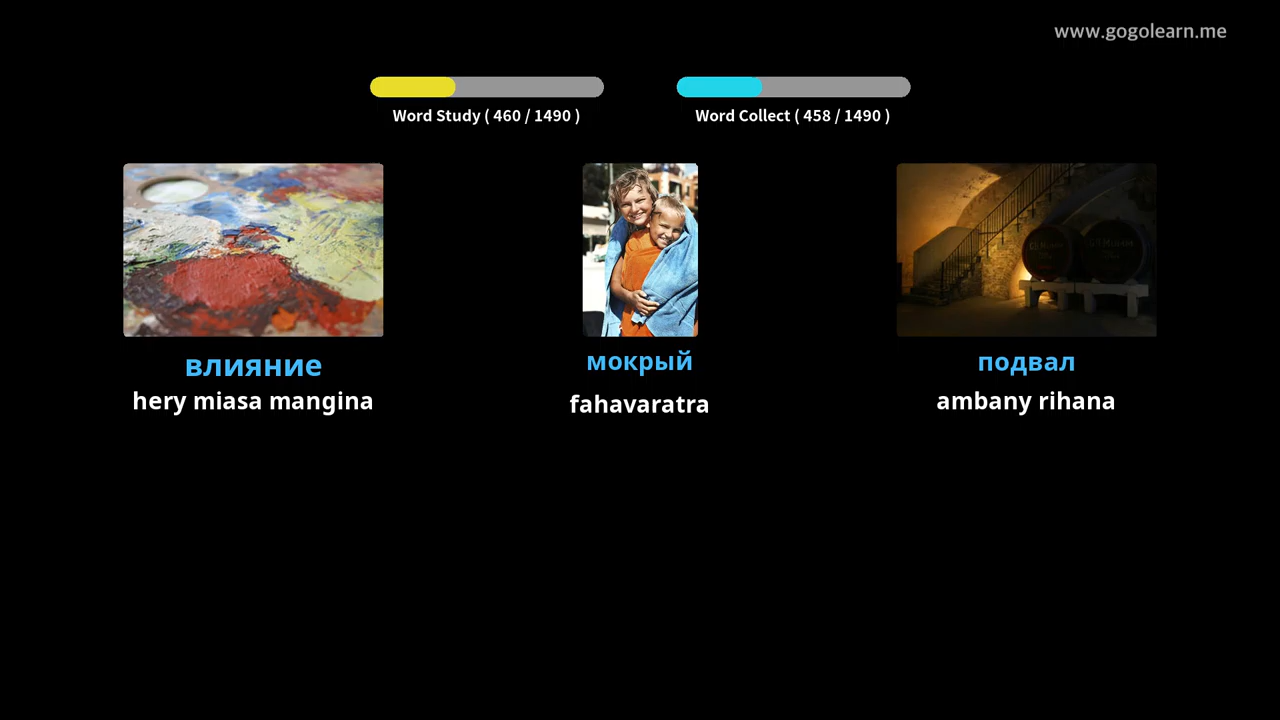 www.gogolearn.me
Word Study ( 460 / 1490 )
Word Collect ( 458 / 1490 )
влияние
hery miasa mangina
мокрый
fahavaratra
подвал
ambany rihana